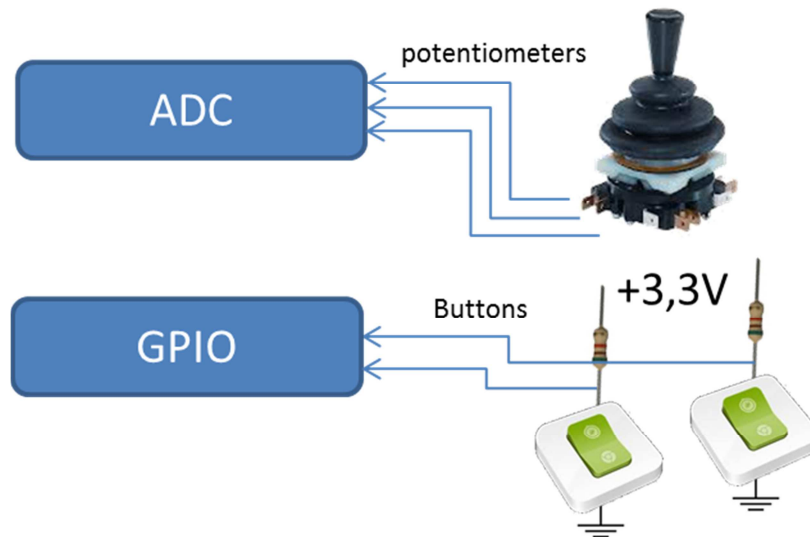 potentiometers
ADC
+3,3V
Buttons
GPIO